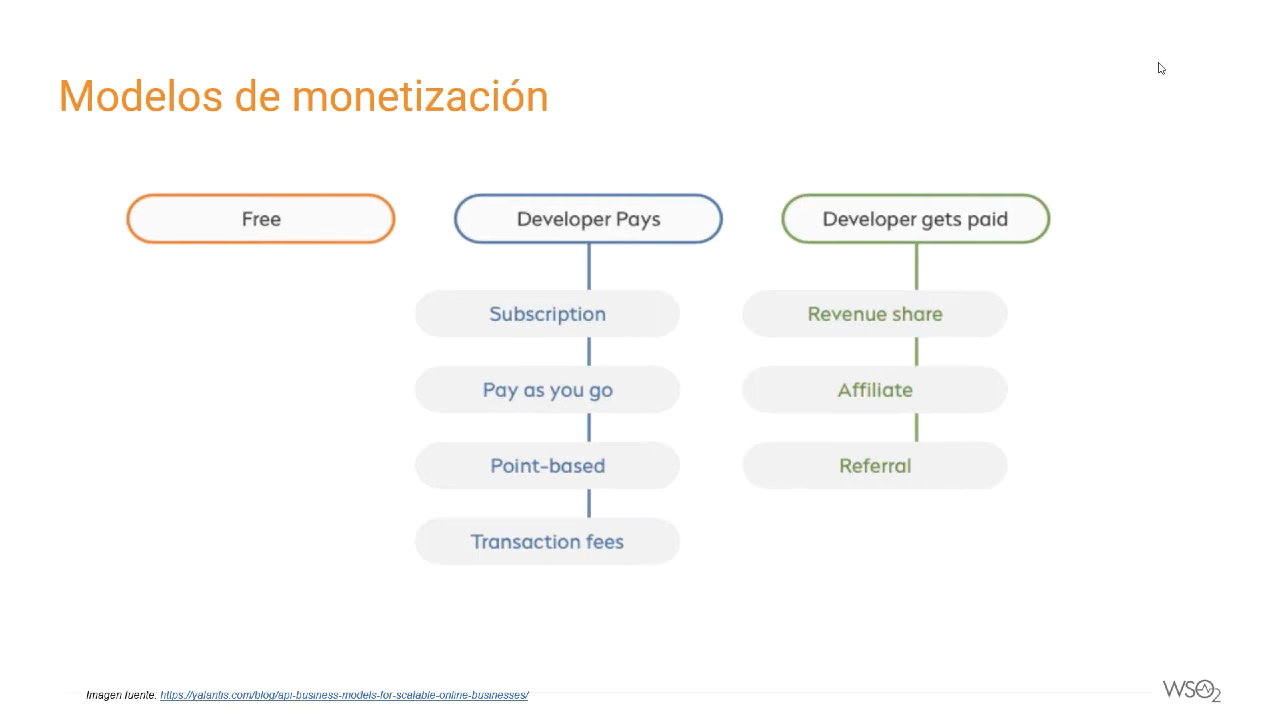 Modelos de monetización
Free
Developer Pays
Developer gets paid
Subscription
Revenue share
Pay as you go
Affiliate
Point-based
Referral
Transaction fees
Imagen fuente: https://yalantis.com/blog/api-business-models-for-scalable-online-businesses/
WSO2